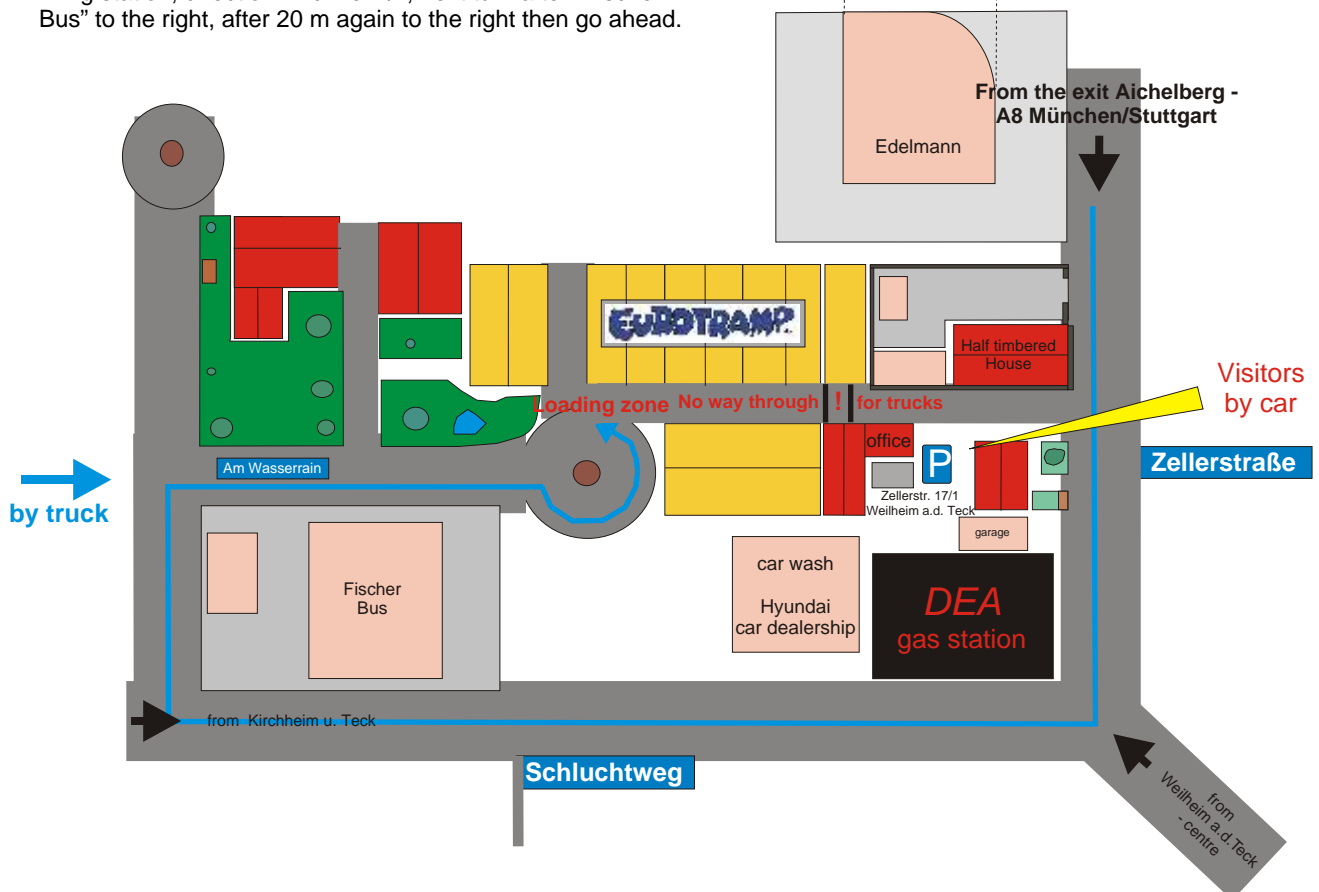 Bus” to the right, after 20 m again to the right then go ahead.
From the exit Aichelberg -
A8 München/Stuttgart
Edelmann
EUROTRAMP
Half timbered
House
Visitors
by car
Loading zone
No way through
!
for trucks
office
P
Zellerstraße
Am Wasserrain
Zellerstr. 17/1
Weilheim a.d. Teck
by truck
garage
car wash
Hyundai
car dealership
DEA
gas station
Fischer
Bus
from Kirchheim u. Teck
Schluchtweg
from
Weilheim a.d.Teck
- centre